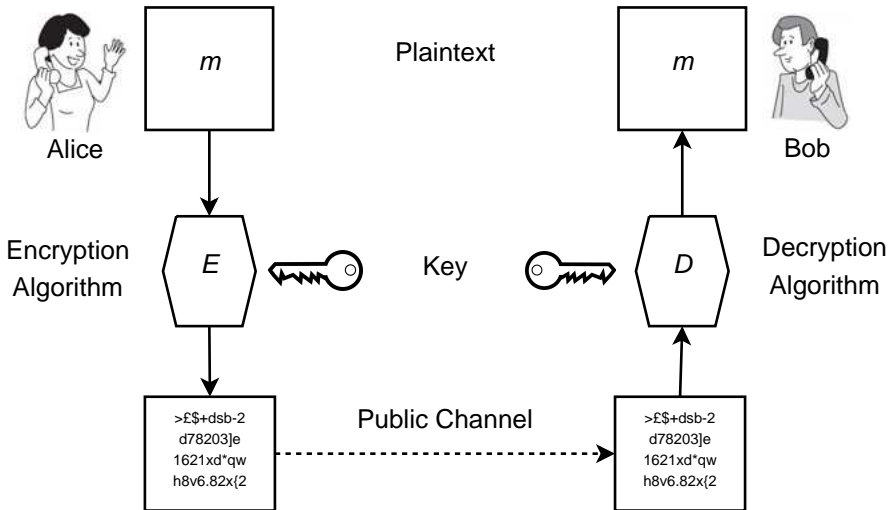 m
Plaintext
m
Alice
Bob
Encryption
Algorithm
E
Key
D
Decryption
Algorithm
>£$+dsb-2
d78203]e
1621xd*qw
h8v6.82x{2
Public Channel
>£$+dsb-2
d78203]e
1621xd*qw
h8v6.82x{2